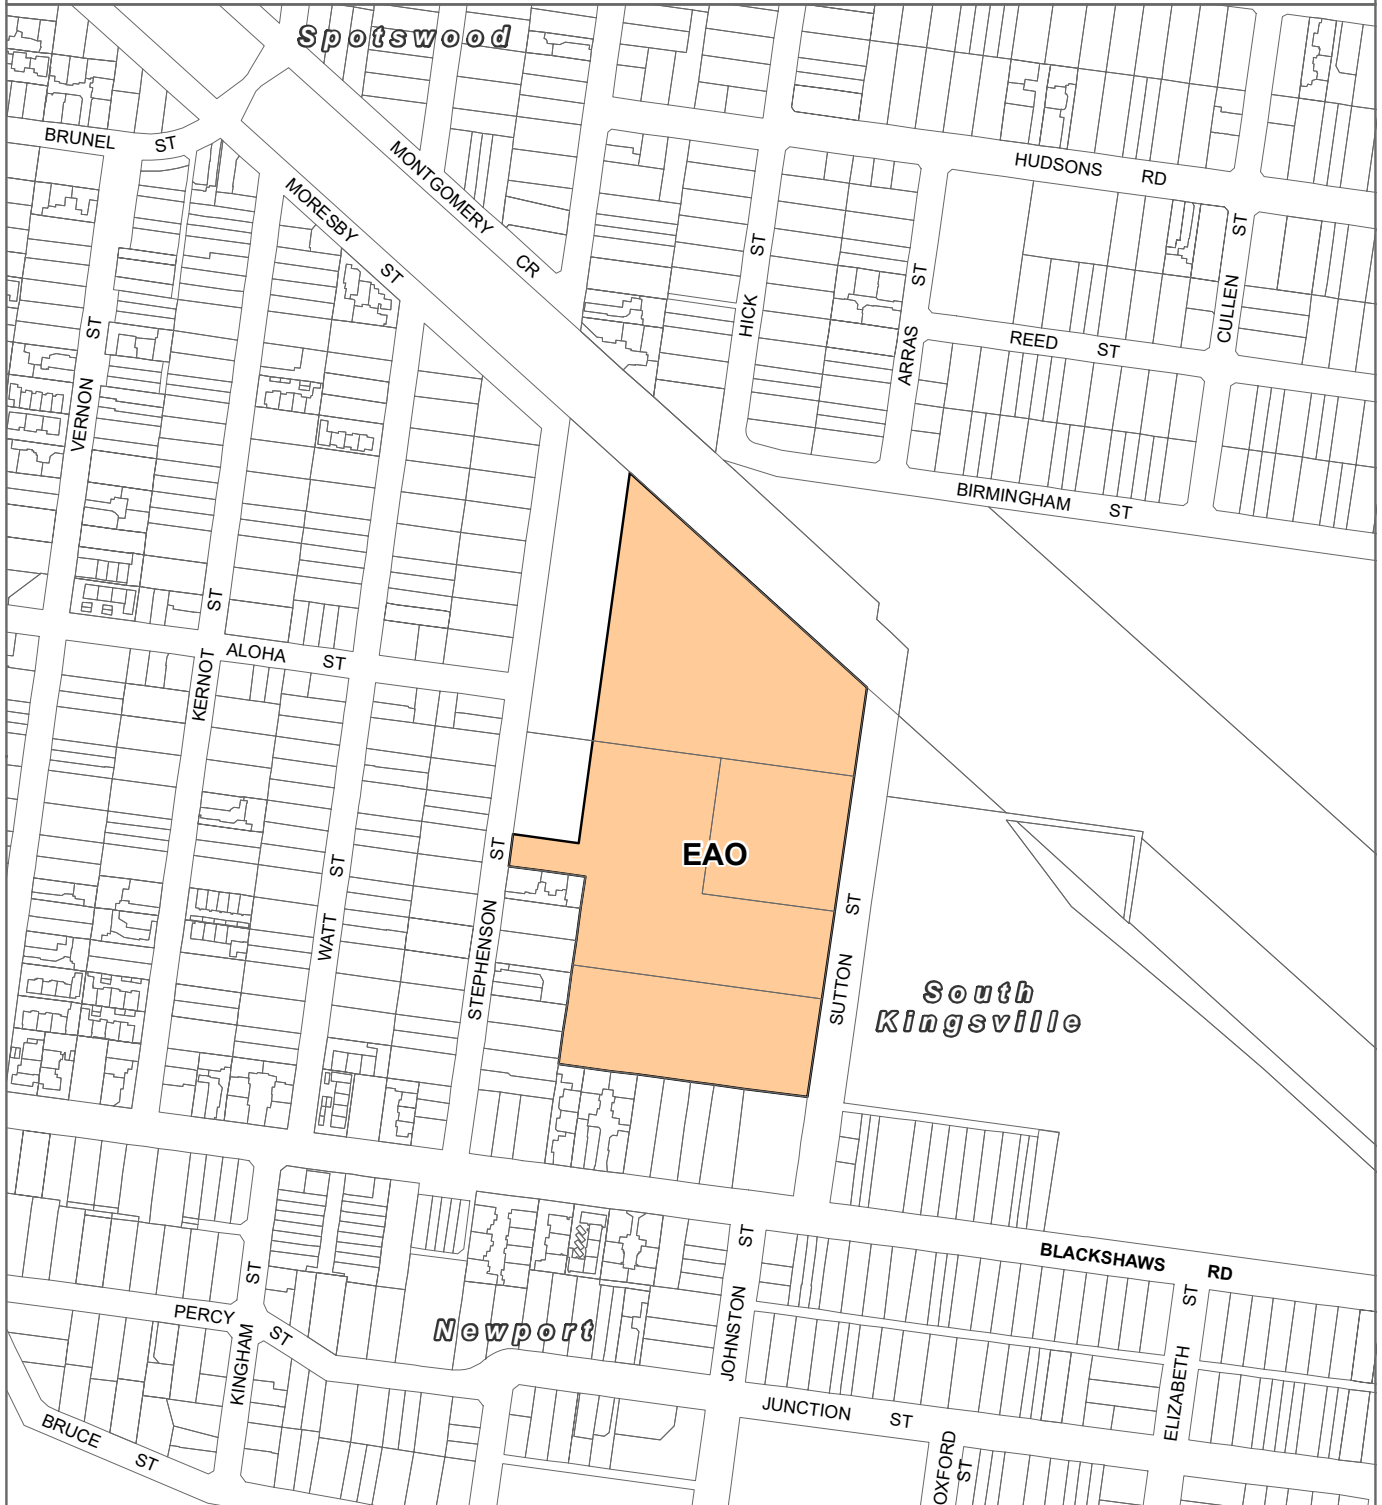 Spotswood
BRUNEL ST
MONTGOMERY CR
HUDSONS RD
MORESBY ST
HICK ST
ARRAS ST
CULLEN ST
VERNON ST
REED ST
BIRMINGHAM ST
KERNOT ST
ALOHA ST
WATT ST
STEPHENSON ST
EAO
SUTTON ST
South
Kingsville
BLACKSHAWS RD
JOHNSTON ST
ELIZABETH ST
PERCY ST
KINGHAM ST
Newport
JUNCTION ST
BRUCE ST
OXFORD ST